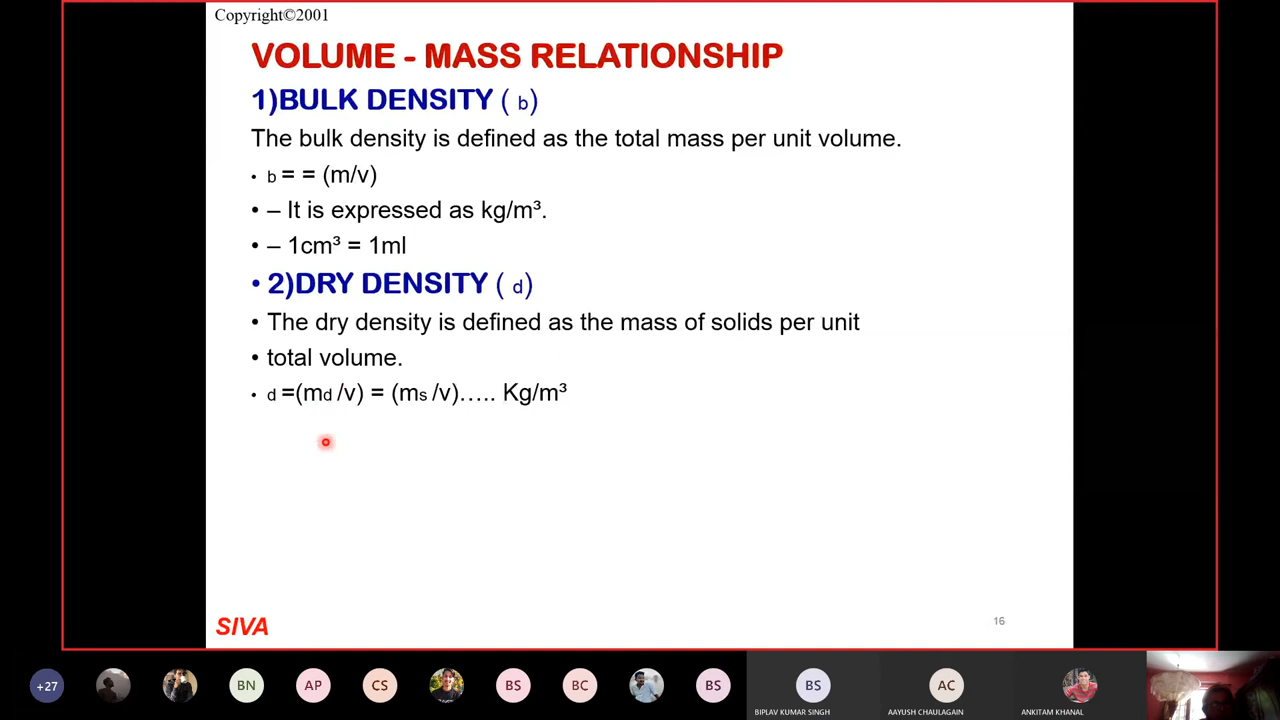 Copyright©2001
VOLUME - MASS RELATIONSHIP
1)BULK DENSITY ( b)
The bulk density is defined as the total mass per unit volume.
• b = = (m/v)
• – It is expressed as kg/m³.
• – 1cm³ = 1ml
• 2)DRY DENSITY ( d)
• The dry density is defined as the mass of solids per unit
• total volume.
• d =(md /v) = (ms /v)….. Kg/m³
SIVA
16
+27
BN
AP
CS
BS
BC
BS
BS
AC
BIPLAV KUMAR SINGH
AAYUSH CHAULAGAIN
ANKITAM KHANAL